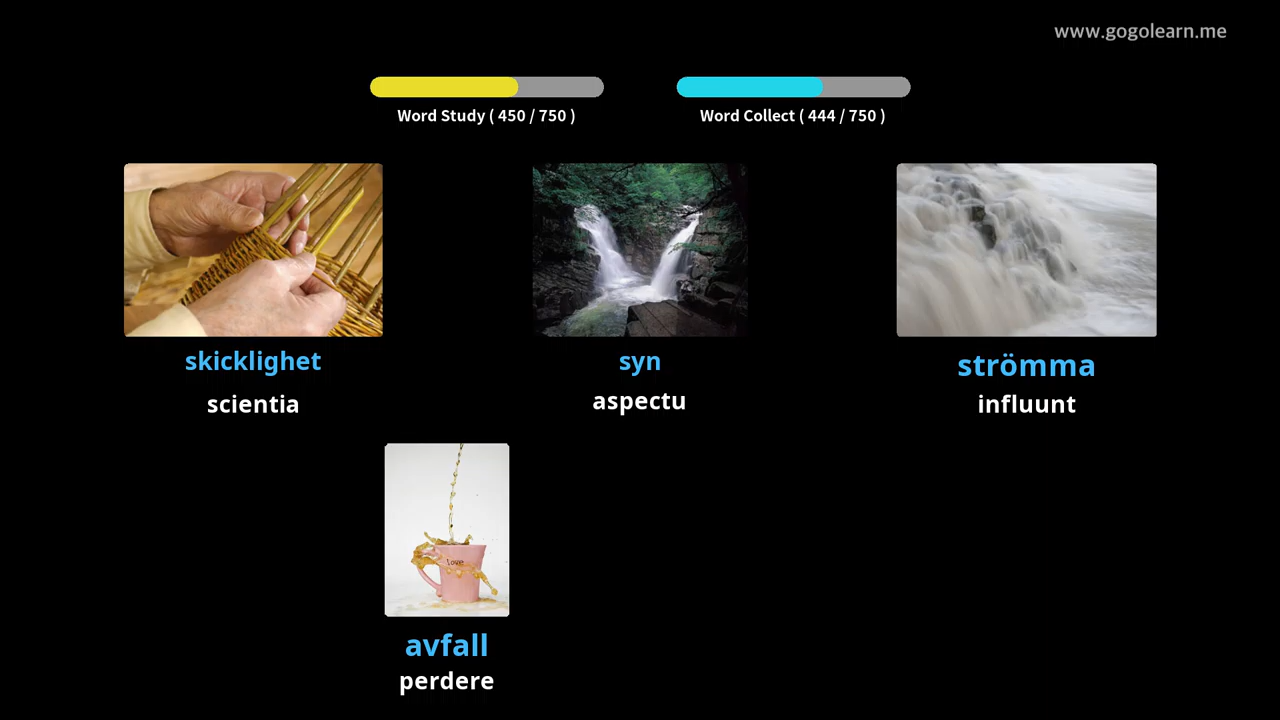 www.gogolearn.me
Word Study ( 450 / 750 )
Word Collect ( 444 / 750 )
skicklighet
scientia
syn
aspectu
strömma
influunt
love
avfall
perdere